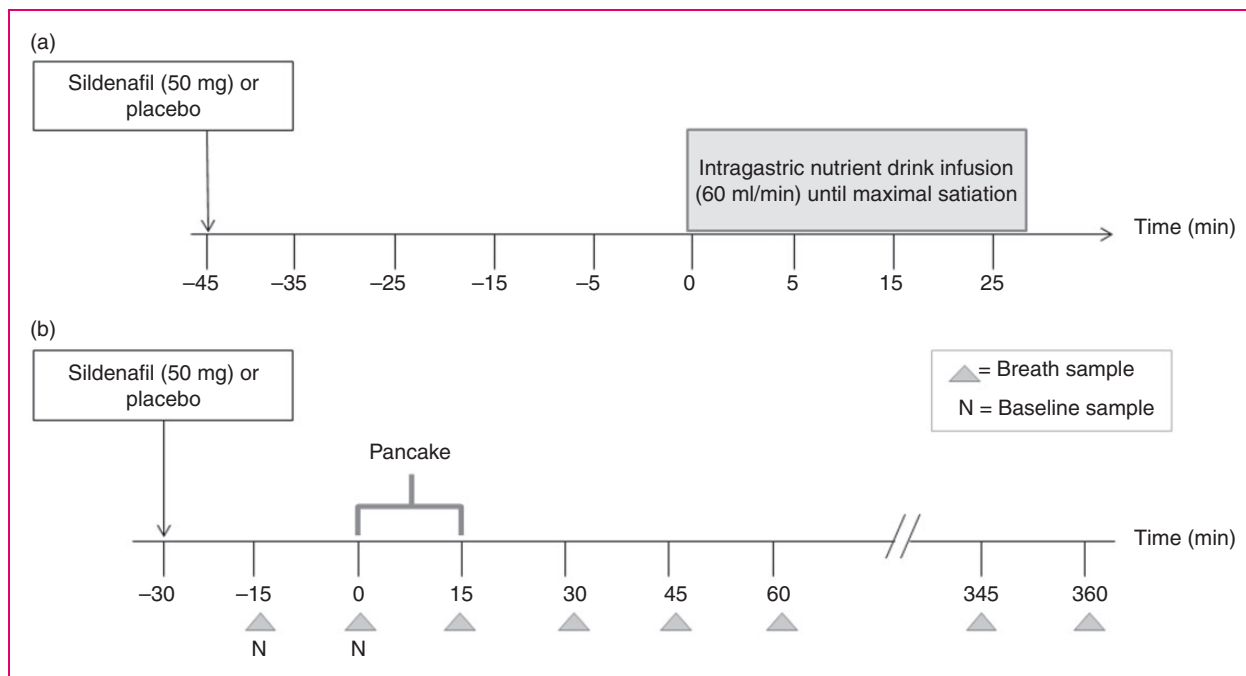 (a)
Sildenafil (50 mg) or
placebo
Intragastric nutrient drink infusion
(60 ml/min) until maximal satiation
Time (min)
–45 –35 –25 –15 –5 0 5 15 25
(b)
Sildenafil (50 mg) or
placebo
= Breath sample
N = Baseline sample
Pancake
Time (min)
–30 –15 0 15 30 45 60 345 360
N N